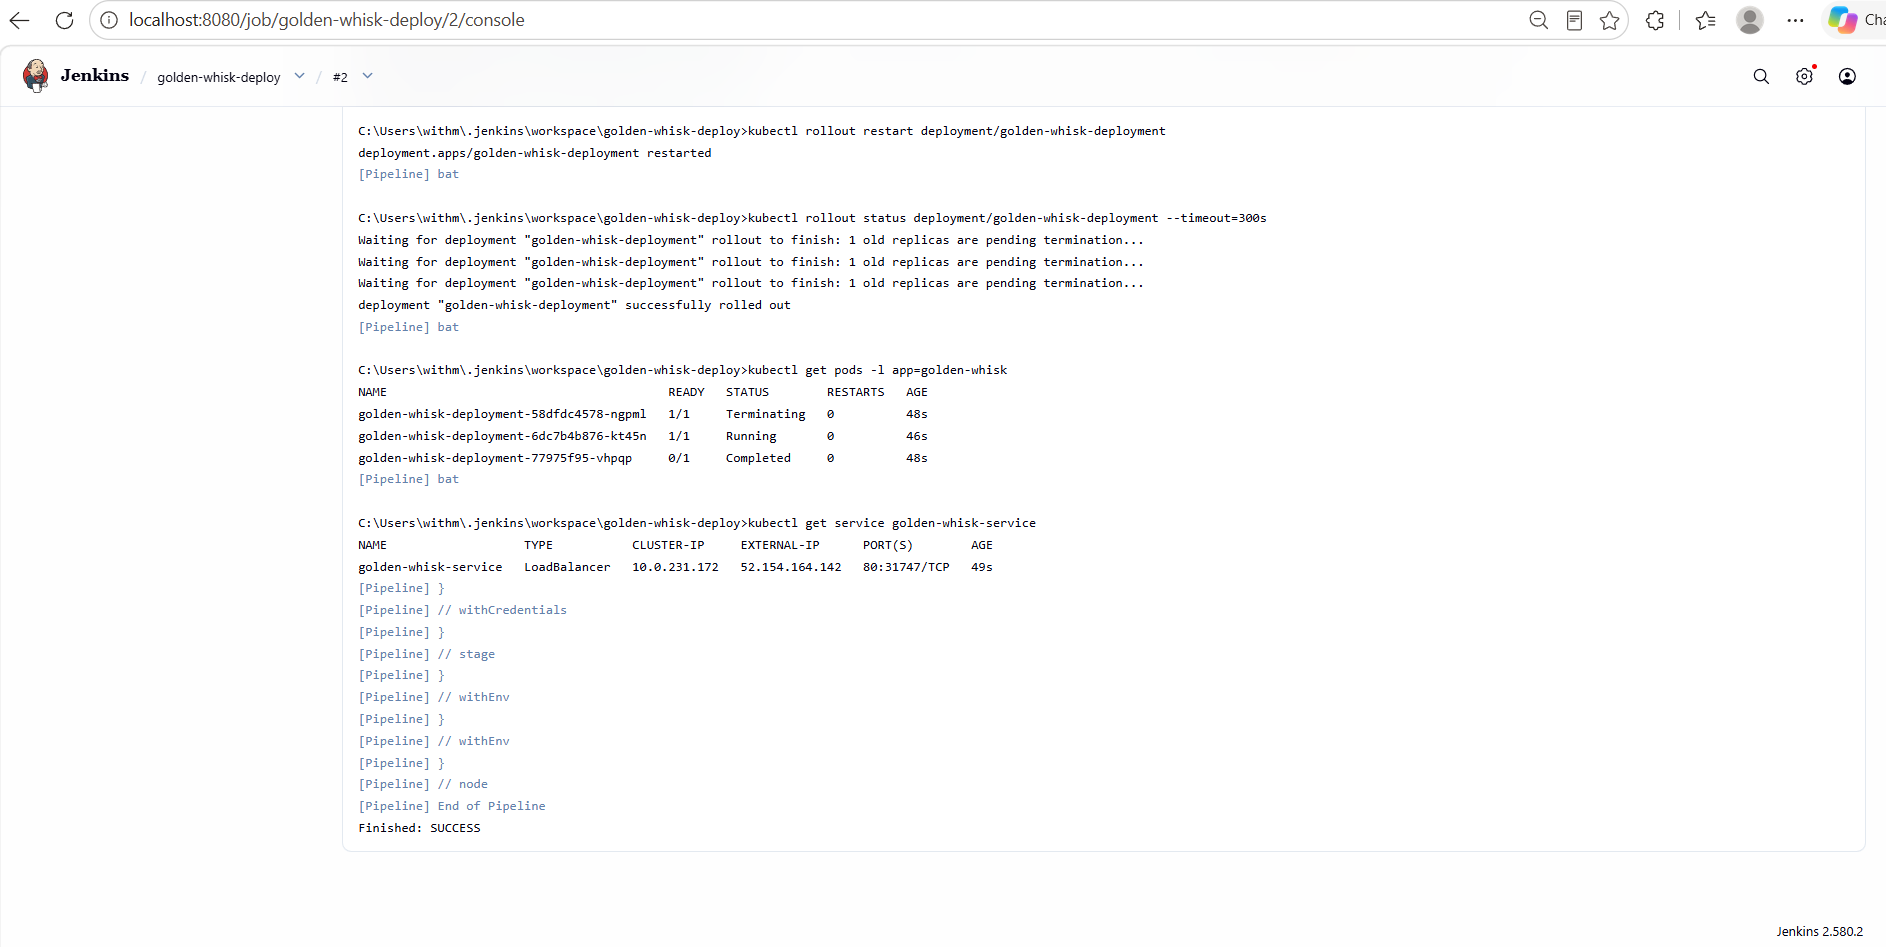 localhost:8080/job/golden-whisk-deploy/2/console
Cha
Jenkins / golden-whisk-deploy / #2
C:\Users\withm\.jenkins\workspace\golden-whisk-deploy>kubectl rollout restart deployment/golden-whisk-deployment
deployment.apps/golden-whisk-deployment restarted
[Pipeline] bat
C:\Users\withm\.jenkins\workspace\golden-whisk-deploy>kubectl rollout status deployment/golden-whisk-deployment --timeout=300s
Waiting for deployment "golden-whisk-deployment" rollout to finish: 1 old replicas are pending termination...
Waiting for deployment "golden-whisk-deployment" rollout to finish: 1 old replicas are pending termination...
Waiting for deployment "golden-whisk-deployment" rollout to finish: 1 old replicas are pending termination...
deployment "golden-whisk-deployment" successfully rolled out
[Pipeline] bat
C:\Users\withm\.jenkins\workspace\golden-whisk-deploy>kubectl get pods -l app=golden-whisk
NAME READY STATUS RESTARTS AGE
golden-whisk-deployment-58dfdc4578-ngpml 1/1 Terminating 0 48s
golden-whisk-deployment-6dc7b4b876-kt45n 1/1 Running 0 46s
golden-whisk-deployment-77975f95-vhpqp 0/1 Completed 0 48s
[Pipeline] bat
C:\Users\withm\.jenkins\workspace\golden-whisk-deploy>kubectl get service golden-whisk-service
NAME TYPE CLUSTER-IP EXTERNAL-IP PORT(S) AGE
golden-whisk-service LoadBalancer 10.0.231.172 52.154.164.142 80:31747/TCP 49s
[Pipeline] }
[Pipeline] // withCredentials
[Pipeline] }
[Pipeline] // stage
[Pipeline] }
[Pipeline] // withEnv
[Pipeline] }
[Pipeline] // withEnv
[Pipeline] }
[Pipeline] // node
[Pipeline] End of Pipeline
Finished: SUCCESS
Jenkins 2.580.2